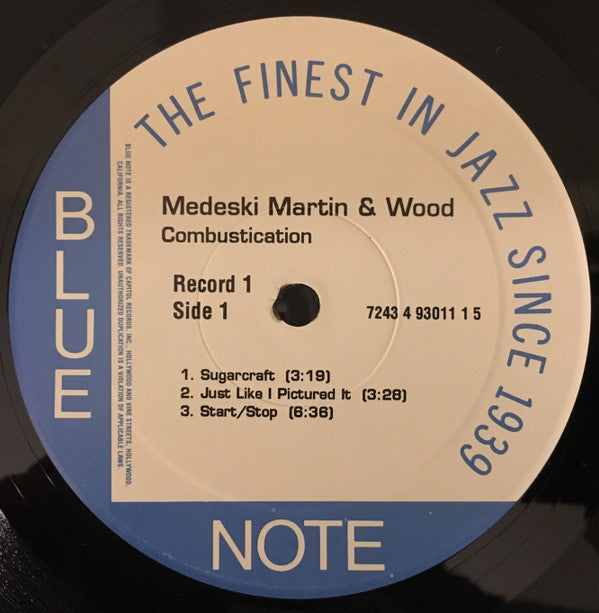 THE FINEST IN JAZZ SINCE 1939
BLUE
BLUE NOTE IS A REGISTERED TRADEMARK OF CAPITOL RECORDS, INC., HOLLYWOOD AND VINE STREETS, HOLLYWOOD,
CALIFORNIA. ALL RIGHTS RESERVED. UNAUTHORIZED DUPLICATION IS A VIOLATION OF APPLICABLE LAWS.
Medeski Martin & Wood
Combustication
Record 1
Side 1
7243 4 93011 1 5
1. Sugarcraft (3:19)
2. Just Like I Pictured It (3:28)
3. Start/Stop (6:36)
NOTE